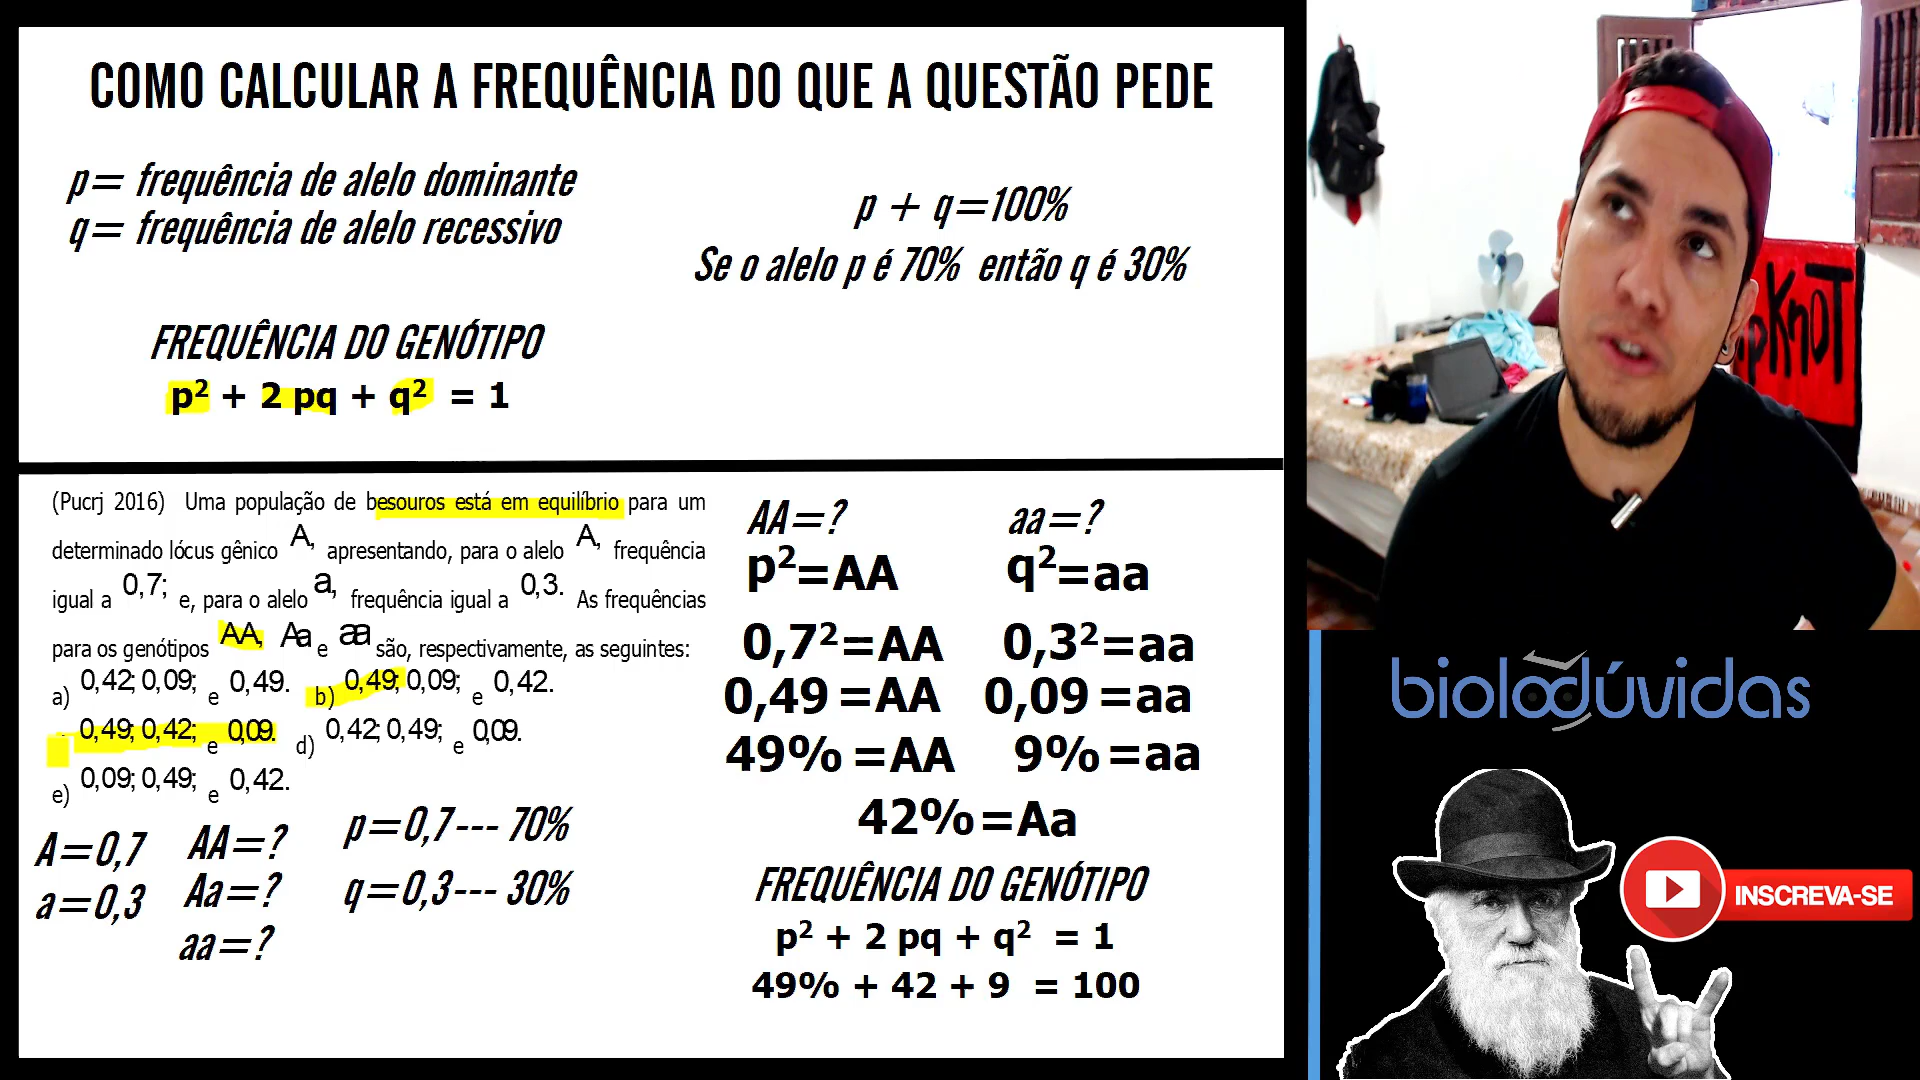 COMO CALCULAR A FREQUÊNCIA DO QUE A QUESTÃO PEDE
p= frequência de alelo dominante
q= frequência de alelo recessivo
p + q=100%
Se o alelo p é 70% então q é 30%
FREQUÊNCIA DO GENÓTIPO
p² + 2 pq + q² = 1
(Pucrj 2016) Uma população de besouros está em equilíbrio para um
determinado lócus gênico A, apresentando, para o alelo A, frequência
igual a 0,7; e, para o alelo a, frequência igual a 0,3. As frequências
para os genótipos AA, Aa e aa são, respectivamente, as seguintes:
a) 0,42; 0,09; e 0,49. b) 0,49; 0,09; e 0,42.
0,49; 0,42; e 0,09. d) 0,42; 0,49; e 0,09.
e) 0,09; 0,49; e 0,42.
A=0,7
a=0,3
AA=?
Aa=?
aa=?
p=0,7--- 70%
q=0,3--- 30%
AA=? aa=?
p²=AA q²=aa
0,7²=AA 0,3²=aa
0,49=AA 0,09=aa
49%=AA 9%=aa
42%=Aa
FREQUÊNCIA DO GENÓTIPO
p² + 2 pq + q² = 1
49% + 42 + 9 = 100
pKnoT
biolodúvidas
INSCREVA-SE